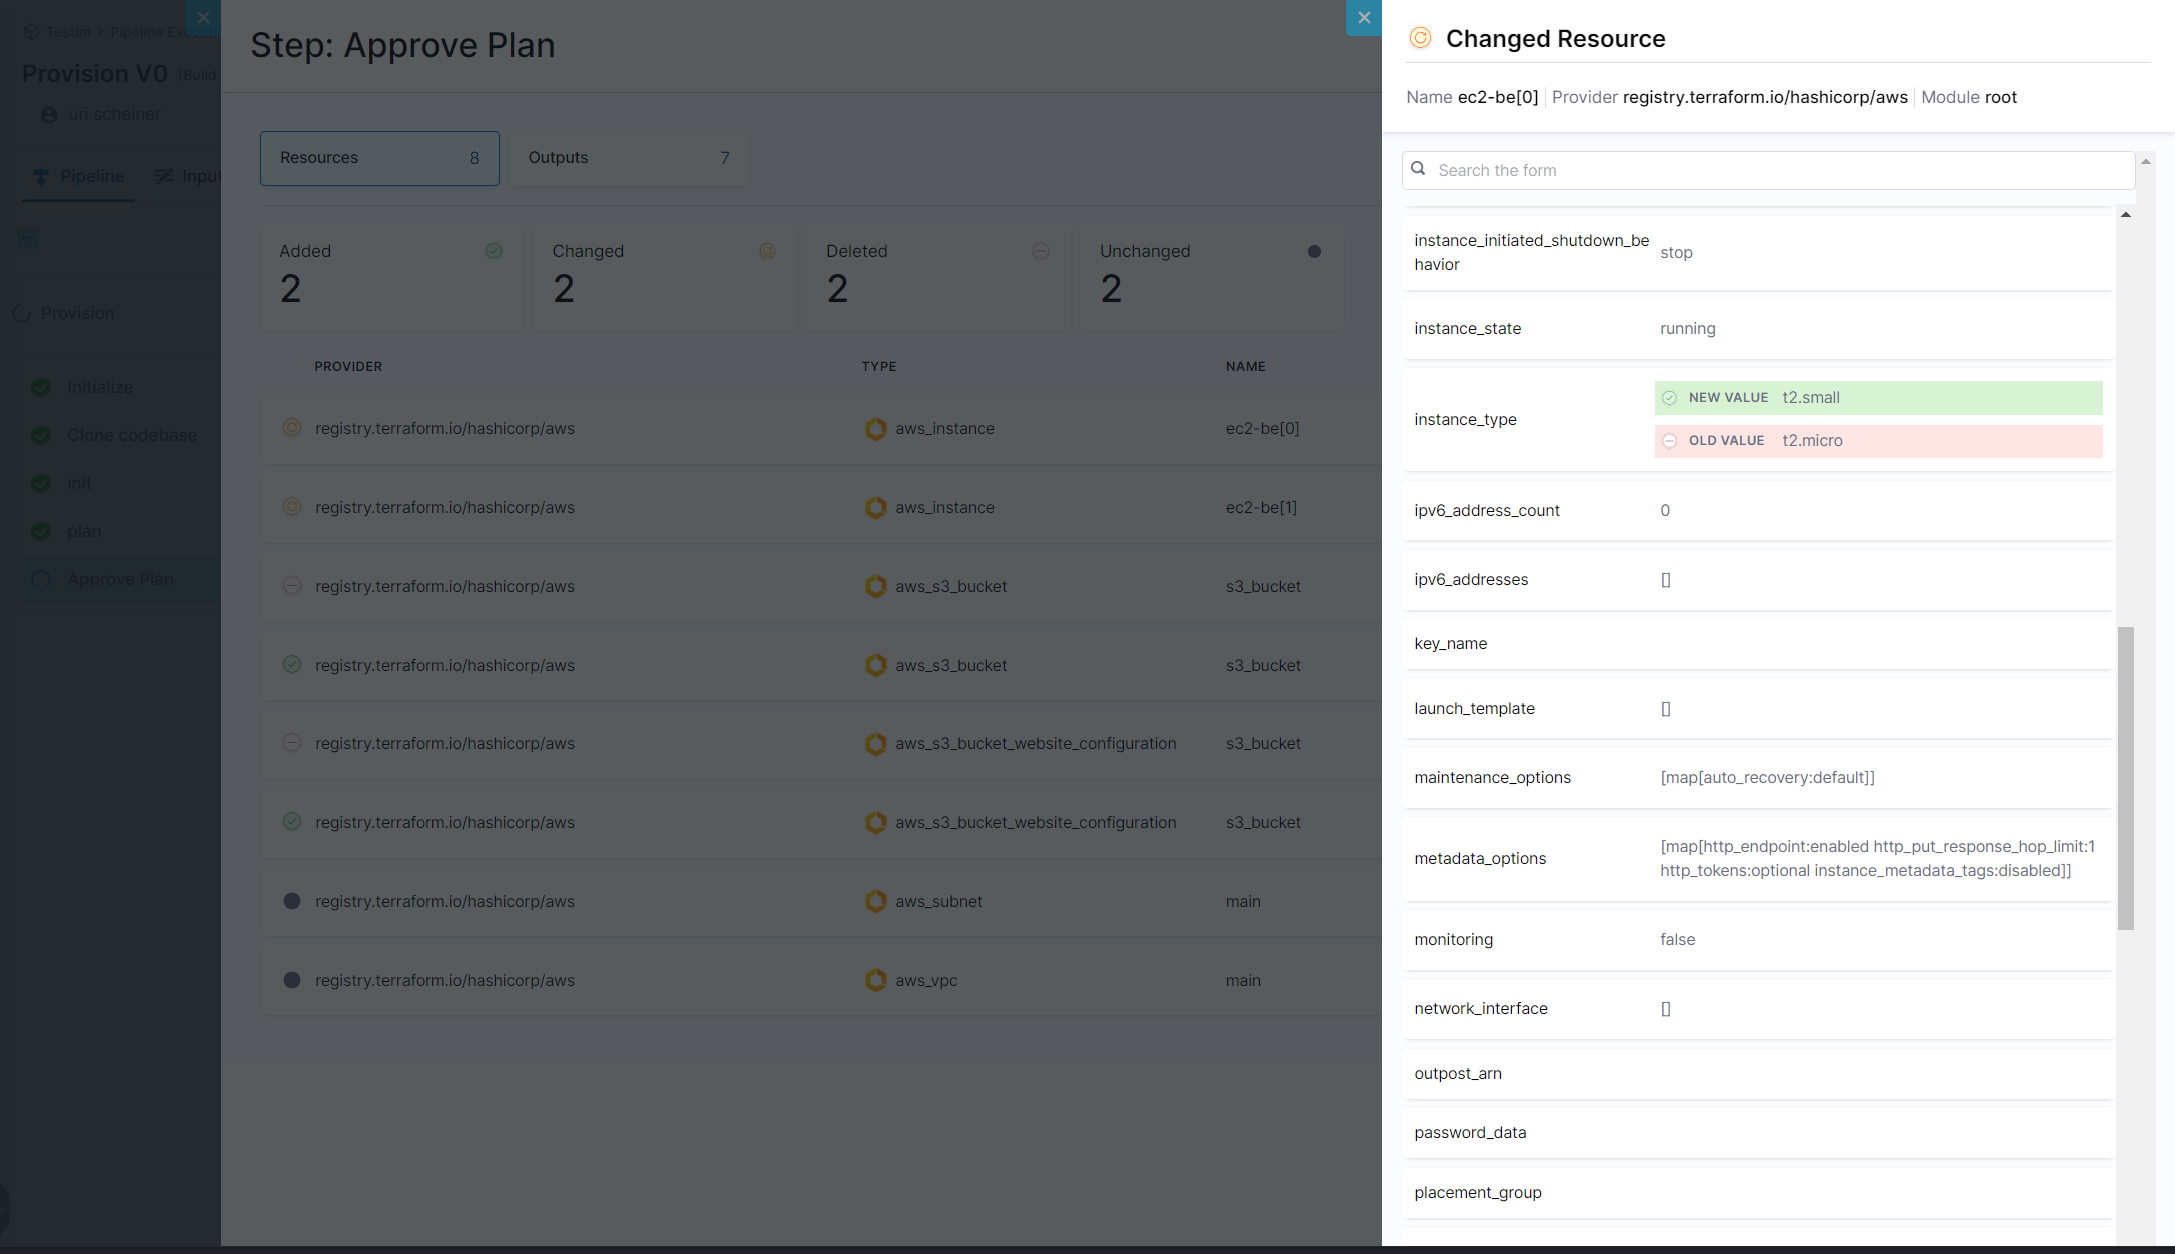 Testim > Pipeline
Provision V0 (Build
uri scheiner
Pipeline
Provision
Initialize
Clone codebase
init
plan
Approve Plan
Step: Approve Plan
Resources 8
Outputs 7
Added
2
Changed
2
Deleted
2
Unchanged
2
PROVIDER TYPE NAME
registry.terraform.io/hashicorp/aws aws_instance ec2-be[0]
registry.terraform.io/hashicorp/aws aws_instance ec2-be[1]
registry.terraform.io/hashicorp/aws aws_s3_bucket s3_bucket
registry.terraform.io/hashicorp/aws aws_s3_bucket s3_bucket
registry.terraform.io/hashicorp/aws aws_s3_bucket_website_configuration s3_bucket
registry.terraform.io/hashicorp/aws aws_s3_bucket_website_configuration s3_bucket
registry.terraform.io/hashicorp/aws aws_subnet main
registry.terraform.io/hashicorp/aws aws_vpc main
Changed Resource
Name ec2-be[0] Provider registry.terraform.io/hashicorp/aws Module root
Search the form
instance_initiated_shutdown_be
havior
stop
instance_state running
instance_type
NEW VALUE t2.small
OLD VALUE t2.micro
ipv6_address_count 0
ipv6_addresses []
key_name
launch_template []
maintenance_options [map[auto_recovery:default]]
metadata_options
[map[http_endpoint:enabled http_put_response_hop_limit:1
http_tokens:optional instance_metadata_tags:disabled]]
monitoring false
network_interface []
outpost_arn
password_data
placement_group